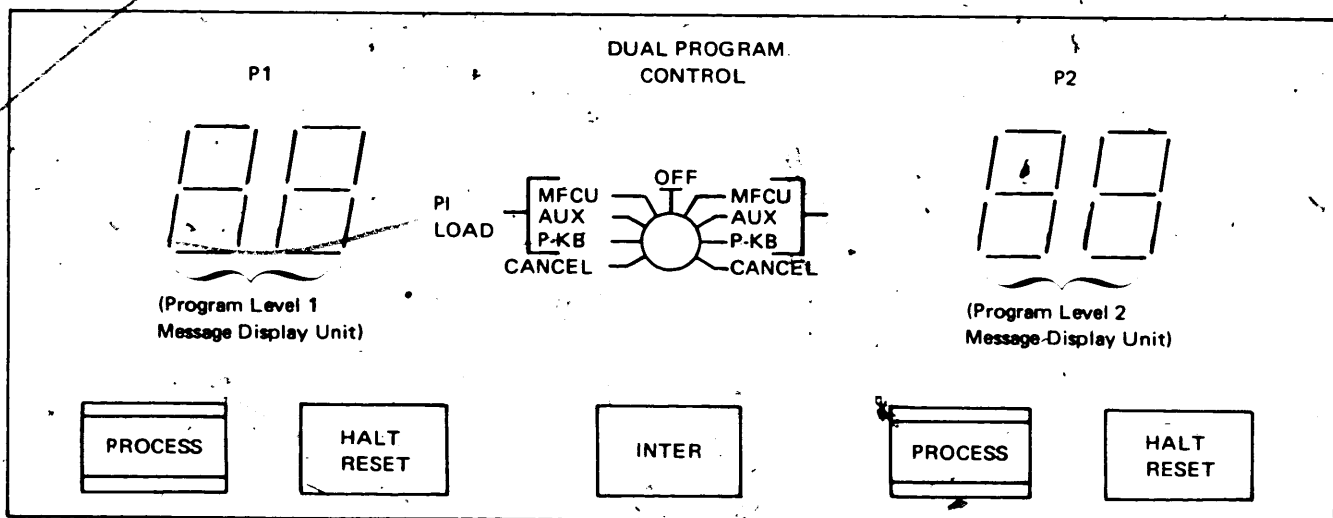 DUAL PROGRAM
CONTROL
P1
P2
PI
LOAD
OFF
MFCU
AUX
P-KB
CANCEL
MFCU
AUX
P-KB
CANCEL
(Program Level 1
Message Display Unit)
(Program Level 2
Message Display Unit)
PROCESS
HALT
RESET
INTER
PROCESS
HALT
RESET